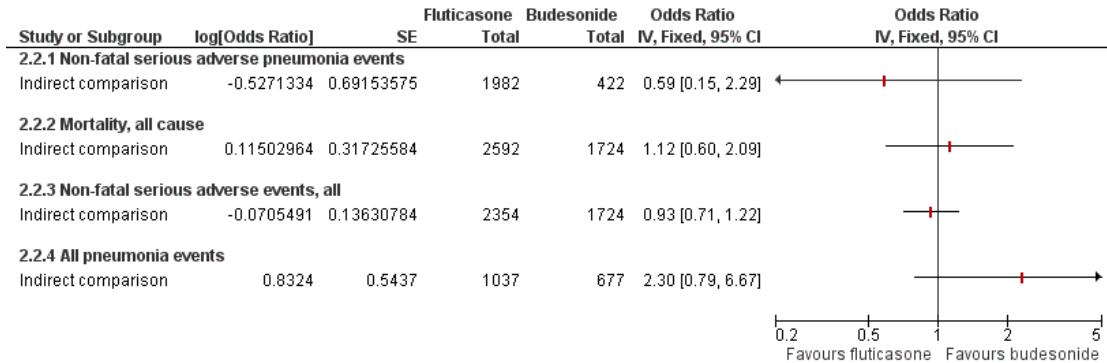 Fluticasone Budesonide Odds Ratio Odds Ratio
Study or Subgroup log[Odds Ratio] SE Total Total IV, Fixed, 95% CI IV, Fixed, 95% CI
2.2.1 Non-fatal serious adverse pneumonia events
Indirect comparison -0.5271334 0.69153575 1982 422 0.59 [0.15, 2.29]
2.2.2 Mortality, all cause
Indirect comparison 0.11502964 0.31725584 2592 1724 1.12 [0.60, 2.09]
2.2.3 Non-fatal serious adverse events, all
Indirect comparison -0.0705491 0.13630784 2354 1724 0.93 [0.71, 1.22]
2.2.4 All pneumonia events
Indirect comparison 0.8324 0.5437 1037 677 2.30 [0.79, 6.67]
0.2 0.5 1 2 5
Favours fluticasone Favours budesonide